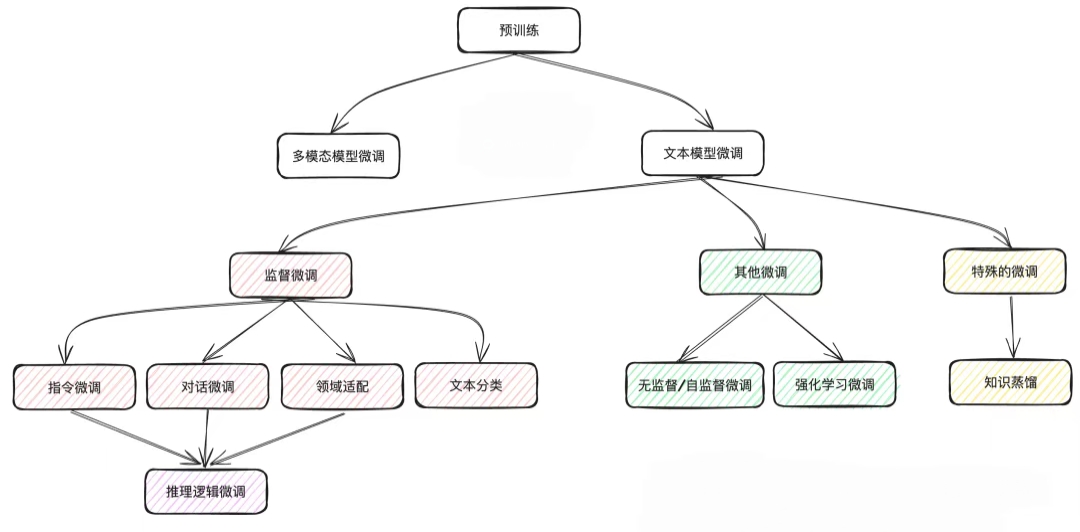 预训练
多模态模型微调
文本模型微调
监督微调
其他微调
特殊的微调
指令微调
对话微调
领域适配
文本分类
无监督/自监督微调
强化学习微调
知识蒸馏
推理逻辑微调